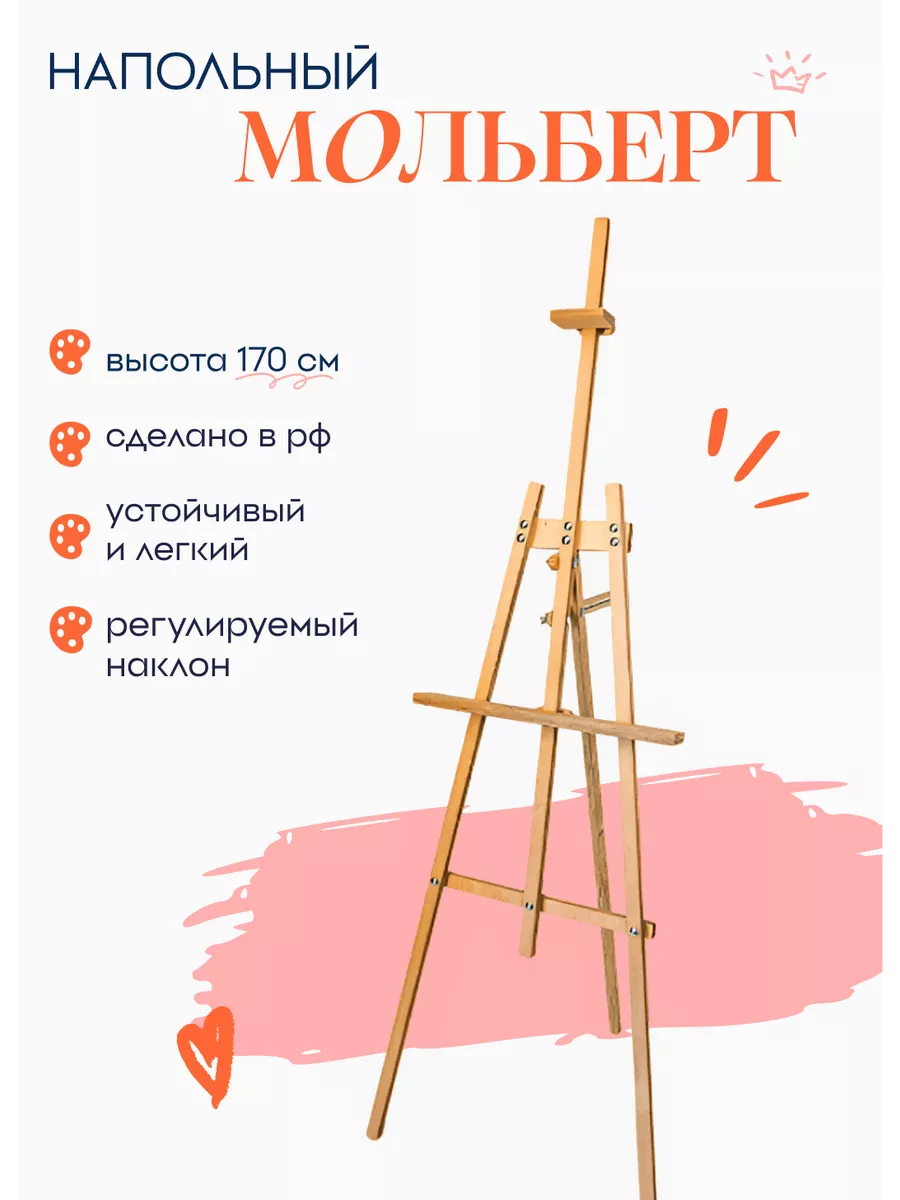 НАПОЛЬНЫЙ
МОЛЬБЕРТ
высота 170 см
сделано в рф
устойчивый
и легкий
регулируемый
наклон